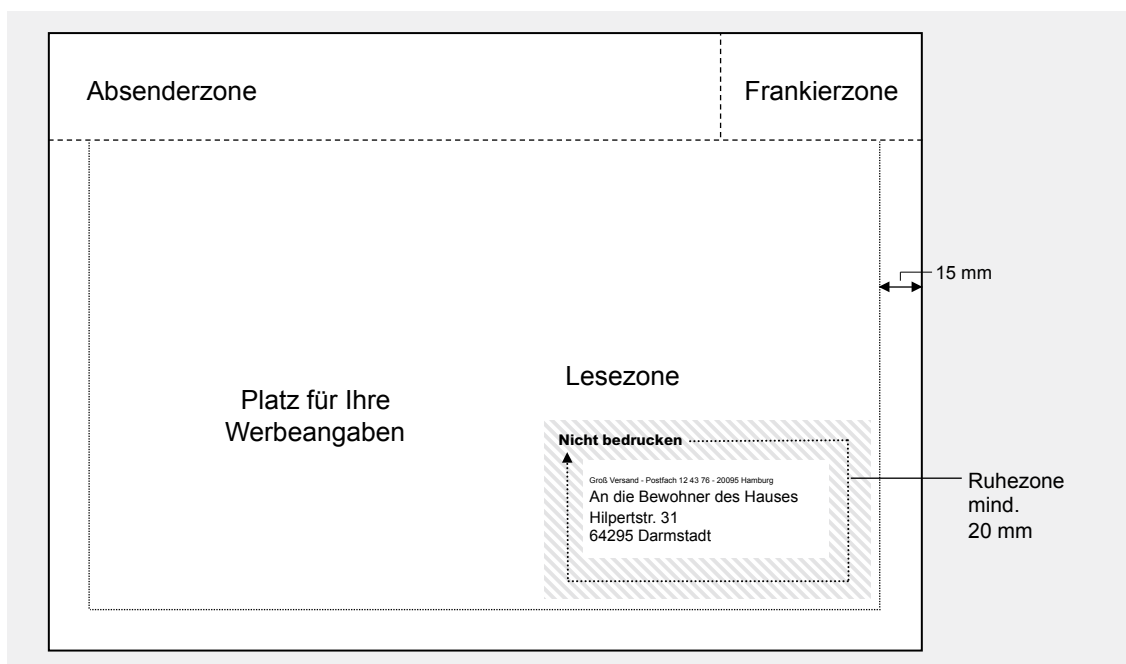 Absenderzone
Frankierzone
15 mm
Lesezone
Platz für Ihre
Werbeangaben
Nicht bedrucken
Groß Versand - Postfach 12 43 76 - 20095 Hamburg
An die Bewohner des Hauses
Hilpertstr. 31
64295 Darmstadt
Ruhezone
mind.
20 mm